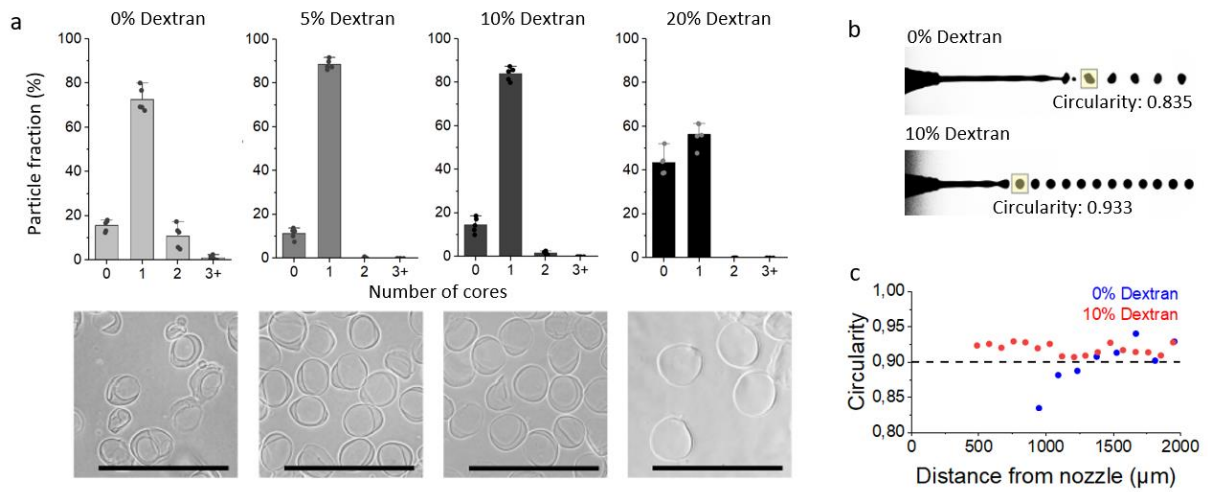 a
0% Dextran
5% Dextran
10% Dextran
20% Dextran
Particle fraction (%)
100
80
60
40
20
0
0 1 2 3+
100
80
60
40
20
0
0 1 2 3+
100
80
60
40
20
0
0 1 2 3+
100
80
60
40
20
0
0 1 2 3+
Number of cores
b
0% Dextran
Circularity: 0.835
10% Dextran
Circularity: 0.933
c
0% Dextran
10% Dextran
Circularity
1,00
0,95
0,90
0,85
0,80
0 500 1000 1500 2000
Distance from nozzle (µm)